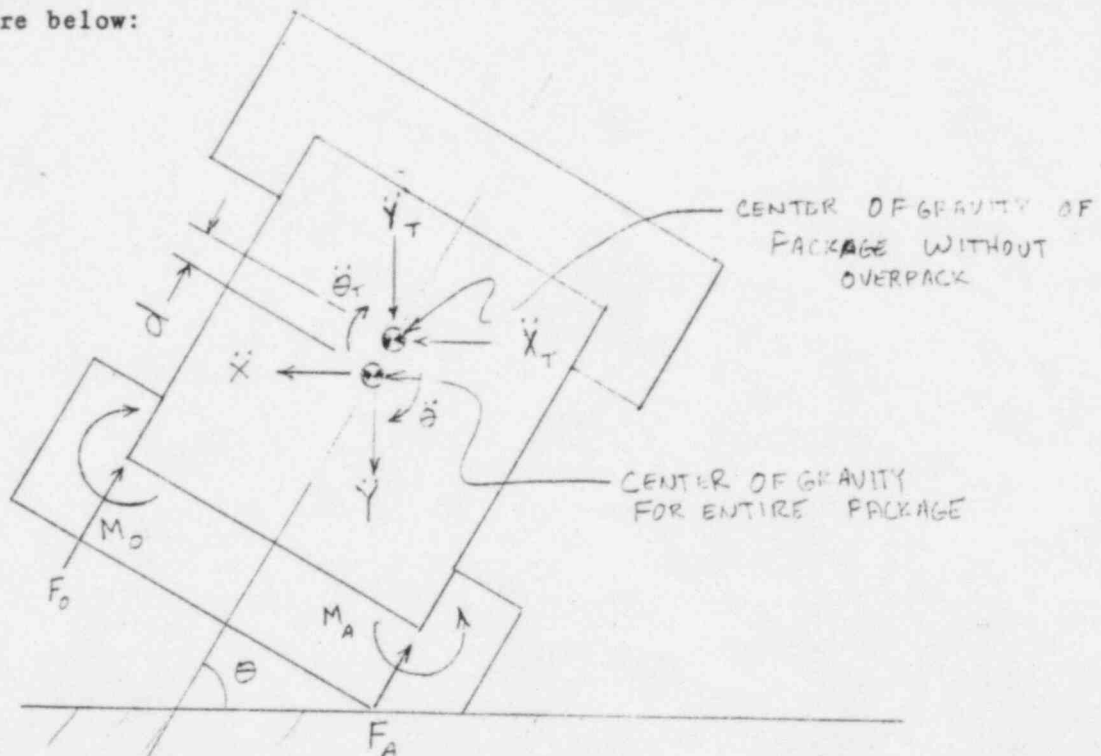 re below:
Ÿ_T
CENTER OF GRAVITY OF
PACKAGE WITHOUT
OVERPACK
θ̈_T
d
Ẍ_T
Ẍ
θ̈
CENTER OF GRAVITY
FOR ENTIRE PACKAGE
Ÿ
M_O
F_O
M_A
θ
F_A